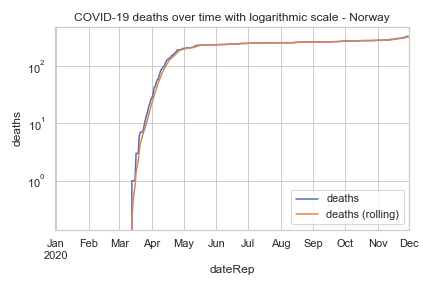 COVID-19 deaths over time with logarithmic scale - Norway
deaths
10²
10¹
10⁰
deaths
deaths (rolling)
Jan Feb Mar Apr May Jun Jul Aug Sep Oct Nov Dec
2020
dateRep